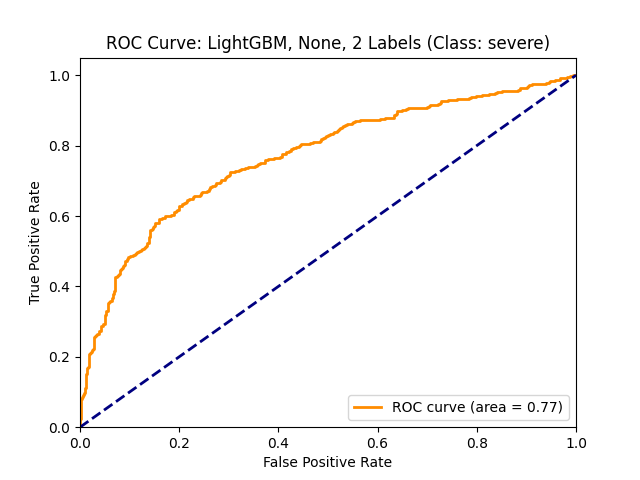 ROC Curve: LightGBM, None, 2 Labels (Class: severe)
True Positive Rate
1.0
0.8
0.6
0.4
0.2
0.0
0.0 0.2 0.4 0.6 0.8 1.0
False Positive Rate
ROC curve (area = 0.77)